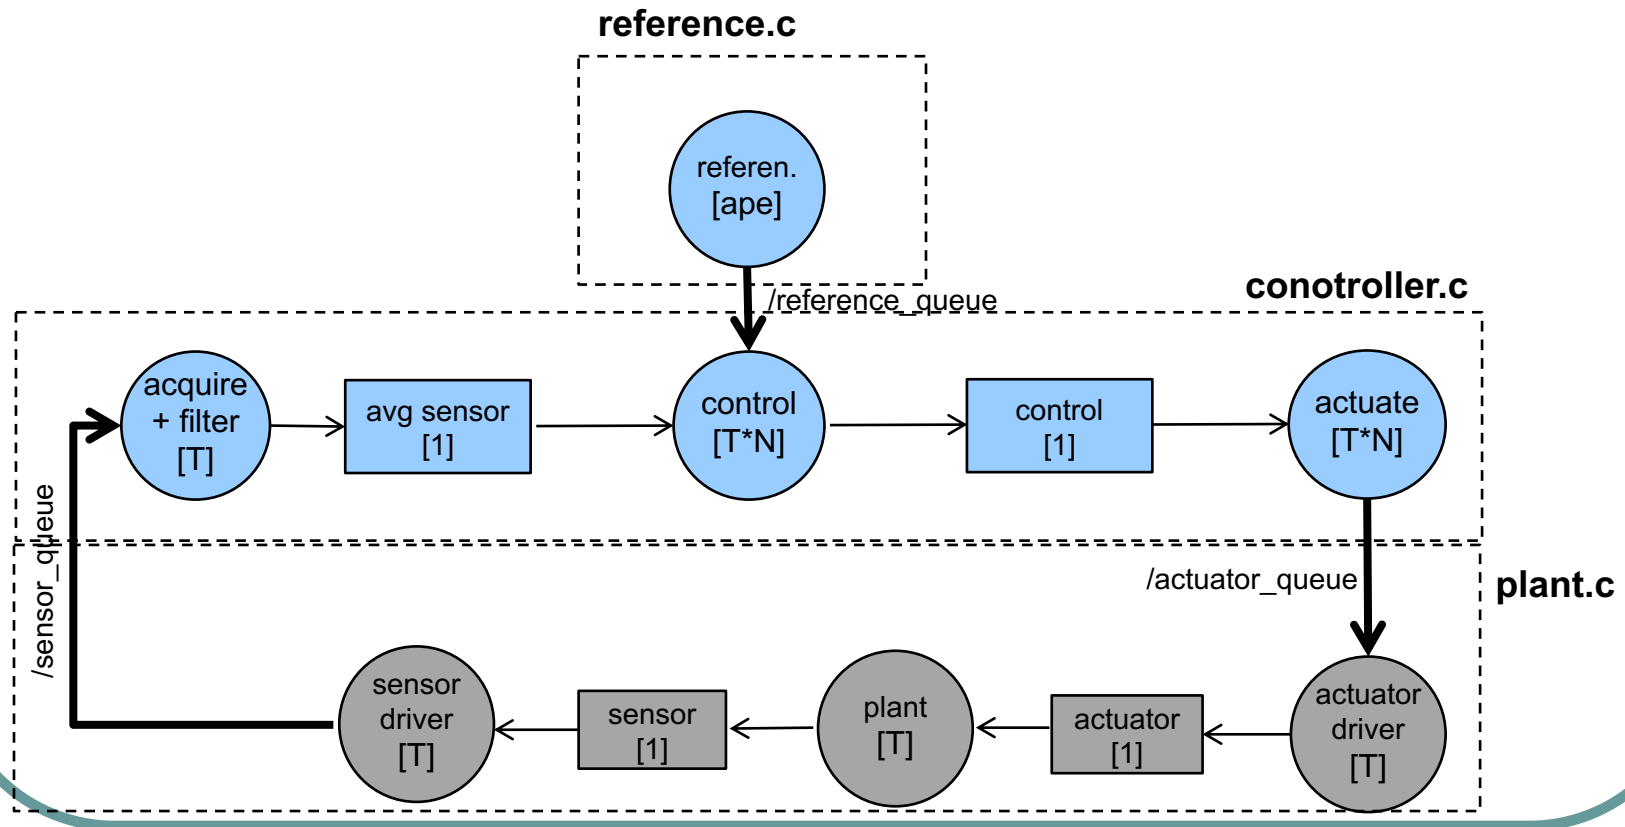 reference.c
referen.
[ape]
/reference_queue
conotroller.c
acquire
+ filter
[T]
avg sensor
[1]
control
[T*N]
control
[1]
actuate
[T*N]
/sensor_queue
/actuator_queue
plant.c
sensor
driver
[T]
sensor
[1]
plant
[T]
actuator
[1]
actuator
driver
[T]